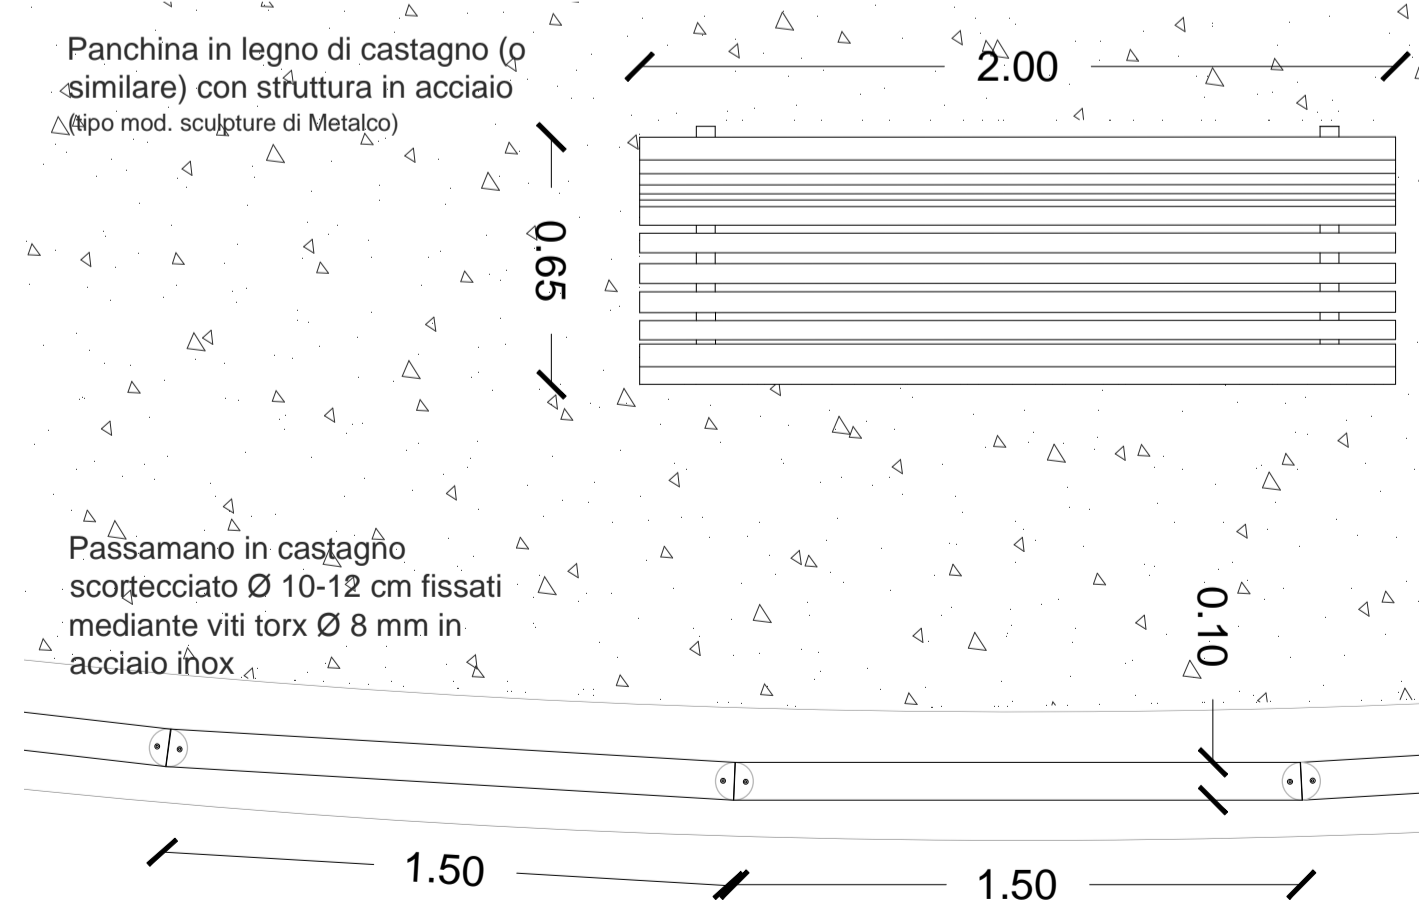 Panchina in legno di castagno (o
similare) con struttura in acciaio
(tipo mod. sculpture di Metalco)
2.00
0.65
Passamano in castagno
scortecciato Ø 10-12 cm fissati
mediante viti torx Ø 8 mm in
acciaio inox
0.10
1.50
1.50